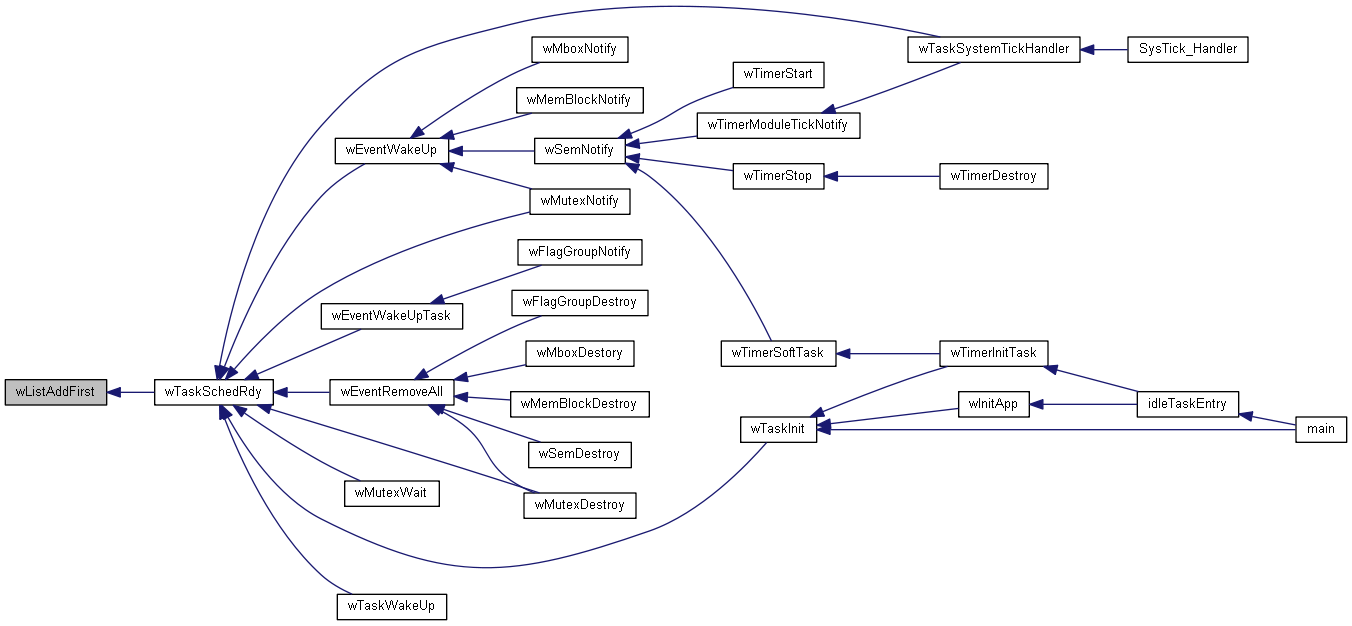 wTaskSystemTickHandler
SysTick_Handler
wMboxNotify
wTimerStart
wMemBlockNotify
wTimerModuleTickNotify
wEventWakeUp
wSemNotify
wTimerStop
wTimerDestroy
wMutexNotify
wFlagGroupNotify
wFlagGroupDestroy
wEventWakeUpTask
wMboxDestory
wTimerSoftTask
wTimerInitTask
wListAddFirst
wTaskSchedRdy
wEventRemoveAll
wMemBlockDestroy
wInitApp
idleTaskEntry
wTaskInit
main
wSemDestroy
wMutexWait
wMutexDestroy
wTaskWakeUp